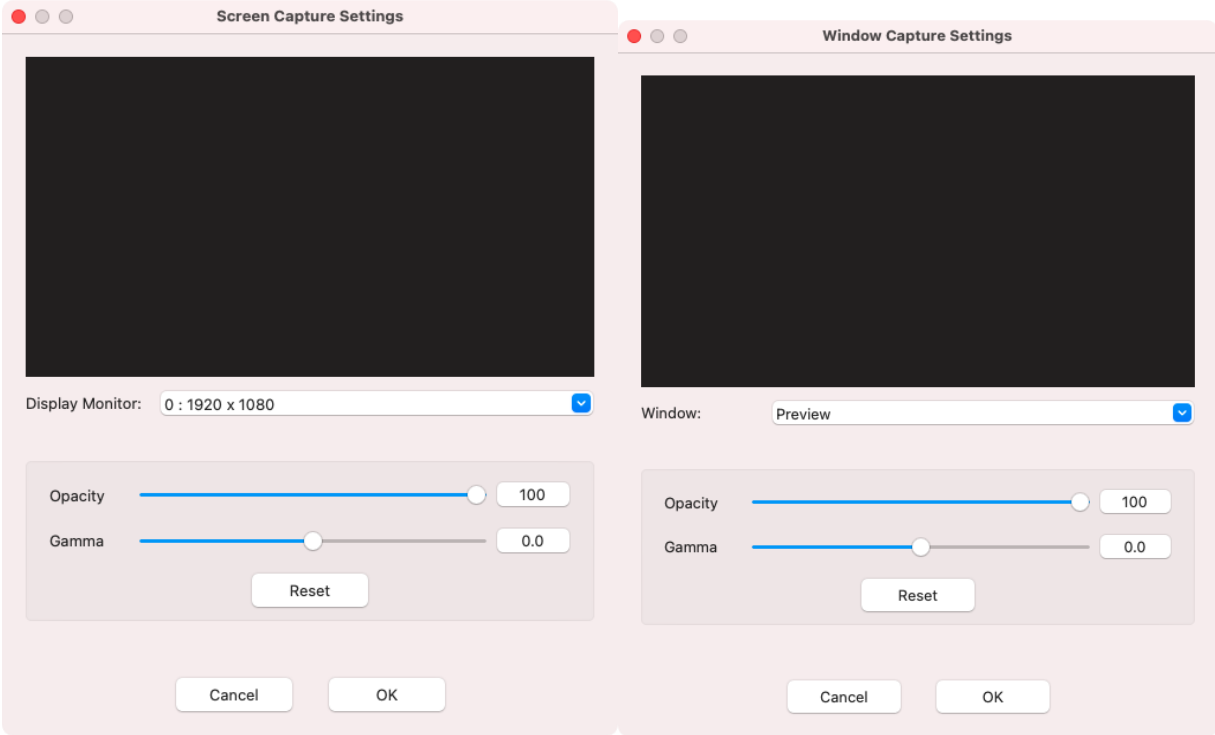 Screen Capture Settings
Display Monitor: 0 : 1920 x 1080
Opacity 100
Gamma 0.0
Reset
Cancel OK
Window Capture Settings
Window: Preview
Opacity 100
Gamma 0.0
Reset
Cancel OK